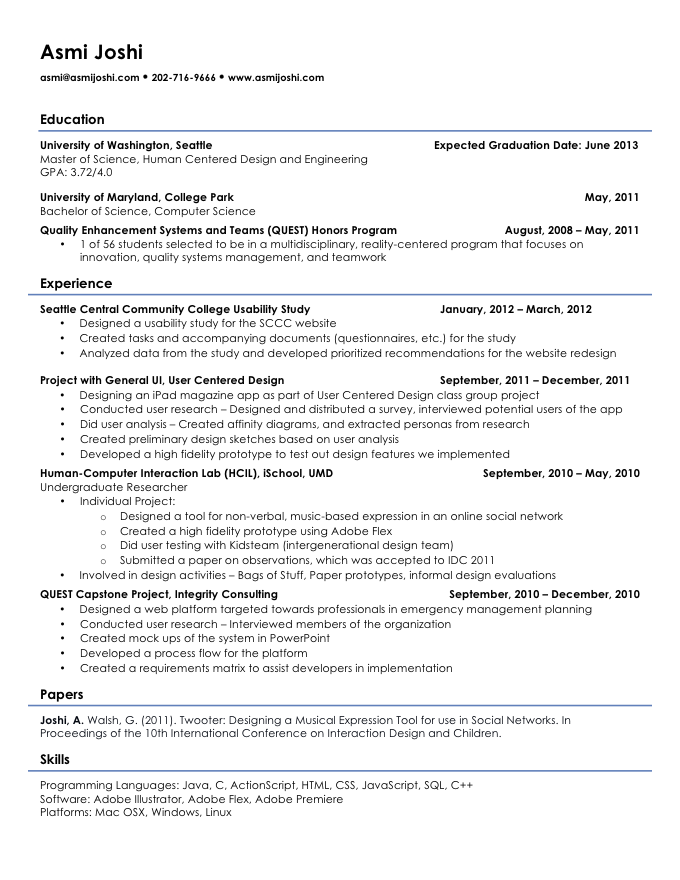 Asmi Joshi
asmi@asmijoshi.com • 202-716-9666 • www.asmijoshi.com
Education
University of Washington, Seattle Expected Graduation Date: June 2013
Master of Science, Human Centered Design and Engineering
GPA: 3.72/4.0
University of Maryland, College Park May, 2011
Bachelor of Science, Computer Science
Quality Enhancement Systems and Teams (QUEST) Honors Program August, 2008 – May, 2011
• 1 of 56 students selected to be in a multidisciplinary, reality-centered program that focuses on
innovation, quality systems management, and teamwork
Experience
Seattle Central Community College Usability Study January, 2012 – March, 2012
• Designed a usability study for the SCCC website
• Created tasks and accompanying documents (questionnaires, etc.) for the study
• Analyzed data from the study and developed prioritized recommendations for the website redesign
Project with General UI, User Centered Design September, 2011 – December, 2011
• Designing an iPad magazine app as part of User Centered Design class group project
• Conducted user research – Designed and distributed a survey, interviewed potential users of the app
• Did user analysis – Created affinity diagrams, and extracted personas from research
• Created preliminary design sketches based on user analysis
• Developed a high fidelity prototype to test out design features we implemented
Human-Computer Interaction Lab (HCIL), iSchool, UMD September, 2010 – May, 2010
Undergraduate Researcher
• Individual Project:
o Designed a tool for non-verbal, music-based expression in an online social network
o Created a high fidelity prototype using Adobe Flex
o Did user testing with Kidsteam (intergenerational design team)
o Submitted a paper on observations, which was accepted to IDC 2011
• Involved in design activities – Bags of Stuff, Paper prototypes, informal design evaluations
QUEST Capstone Project, Integrity Consulting September, 2010 – December, 2010
• Designed a web platform targeted towards professionals in emergency management planning
• Conducted user research – Interviewed members of the organization
• Created mock ups of the system in PowerPoint
• Developed a process flow for the platform
• Created a requirements matrix to assist developers in implementation
Papers
Joshi, A. Walsh, G. (2011). Twooter: Designing a Musical Expression Tool for use in Social Networks. In
Proceedings of the 10th International Conference on Interaction Design and Children.
Skills
Programming Languages: Java, C, ActionScript, HTML, CSS, JavaScript, SQL, C++
Software: Adobe Illustrator, Adobe Flex, Adobe Premiere
Platforms: Mac OSX, Windows, Linux